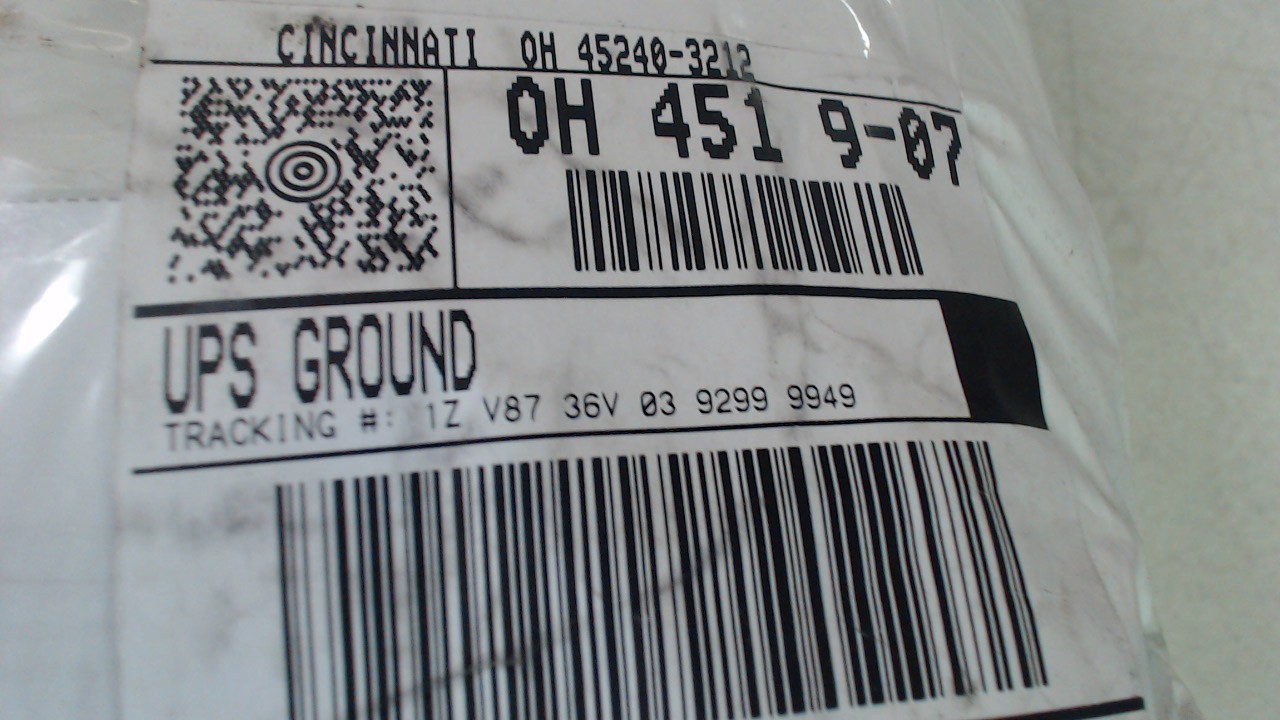 CINCINNATI OH 45240-3212
OH 451 9-07
UPS GROUND
TRACKING #: 1Z V87 36V 03 9299 9949